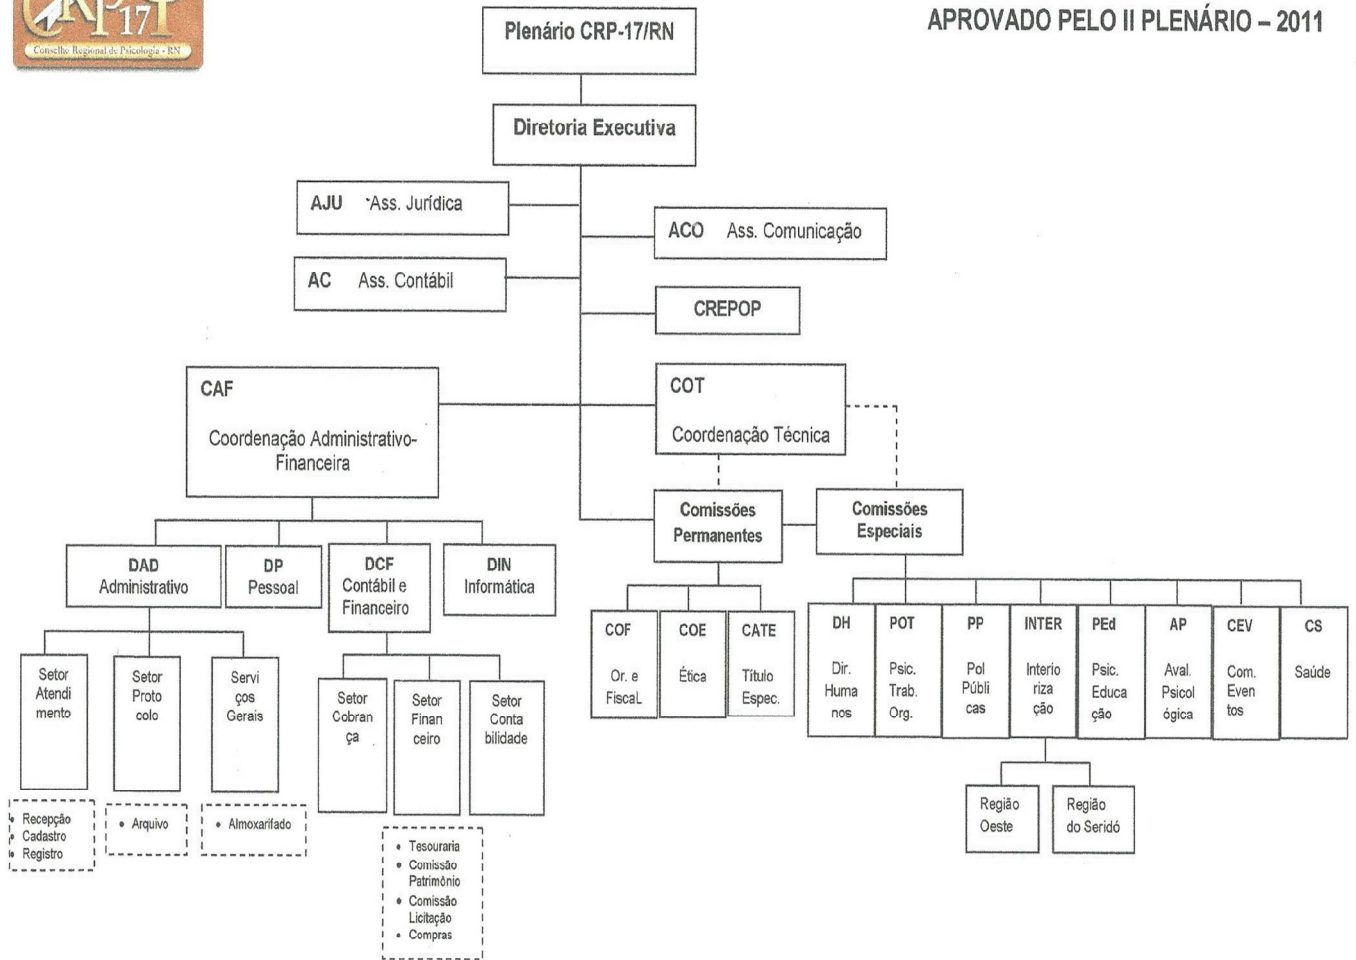 CRP 17
Conselho Regional de Psicologia - RN
APROVADO PELO II PLENÁRIO – 2011
Plenário CRP-17/RN
Diretoria Executiva
AJU Ass. Jurídica
ACO Ass. Comunicação
AC Ass. Contábil
CREPOP
CAF
Coordenação Administrativo-
Financeira
COT
Coordenação Técnica
Comissões
Permanentes
Comissões
Especiais
DAD
Administrativo
DP
Pessoal
DCF
Contábil e
Financeiro
DIN
Informática
Setor
Atendi
mento
Setor
Proto
colo
Servi
ços
Gerais
Setor
Cobran
ça
Setor
Finan
ceiro
Setor
Conta
bilidade
COF
Or. e
Fiscal.
COE
Ética
CATE
Título
Espec.
DH
Dir.
Huma
nos
POT
Psic.
Trab.
Org.
PP
Pol
Públi
cas
INTER
Interio
riza
ção
PEd
Psic.
Educa
ção
AP
Aval.
Psicol
ógica
CEV
Com.
Even
tos
CS
Saúde
Região
Oeste
Região
do Seridó
• Recepção
• Cadastro
• Registro
• Arquivo
• Almoxarifado
• Tesouraria
• Comissão
Patrimônio
• Comissão
Licitação
• Compras